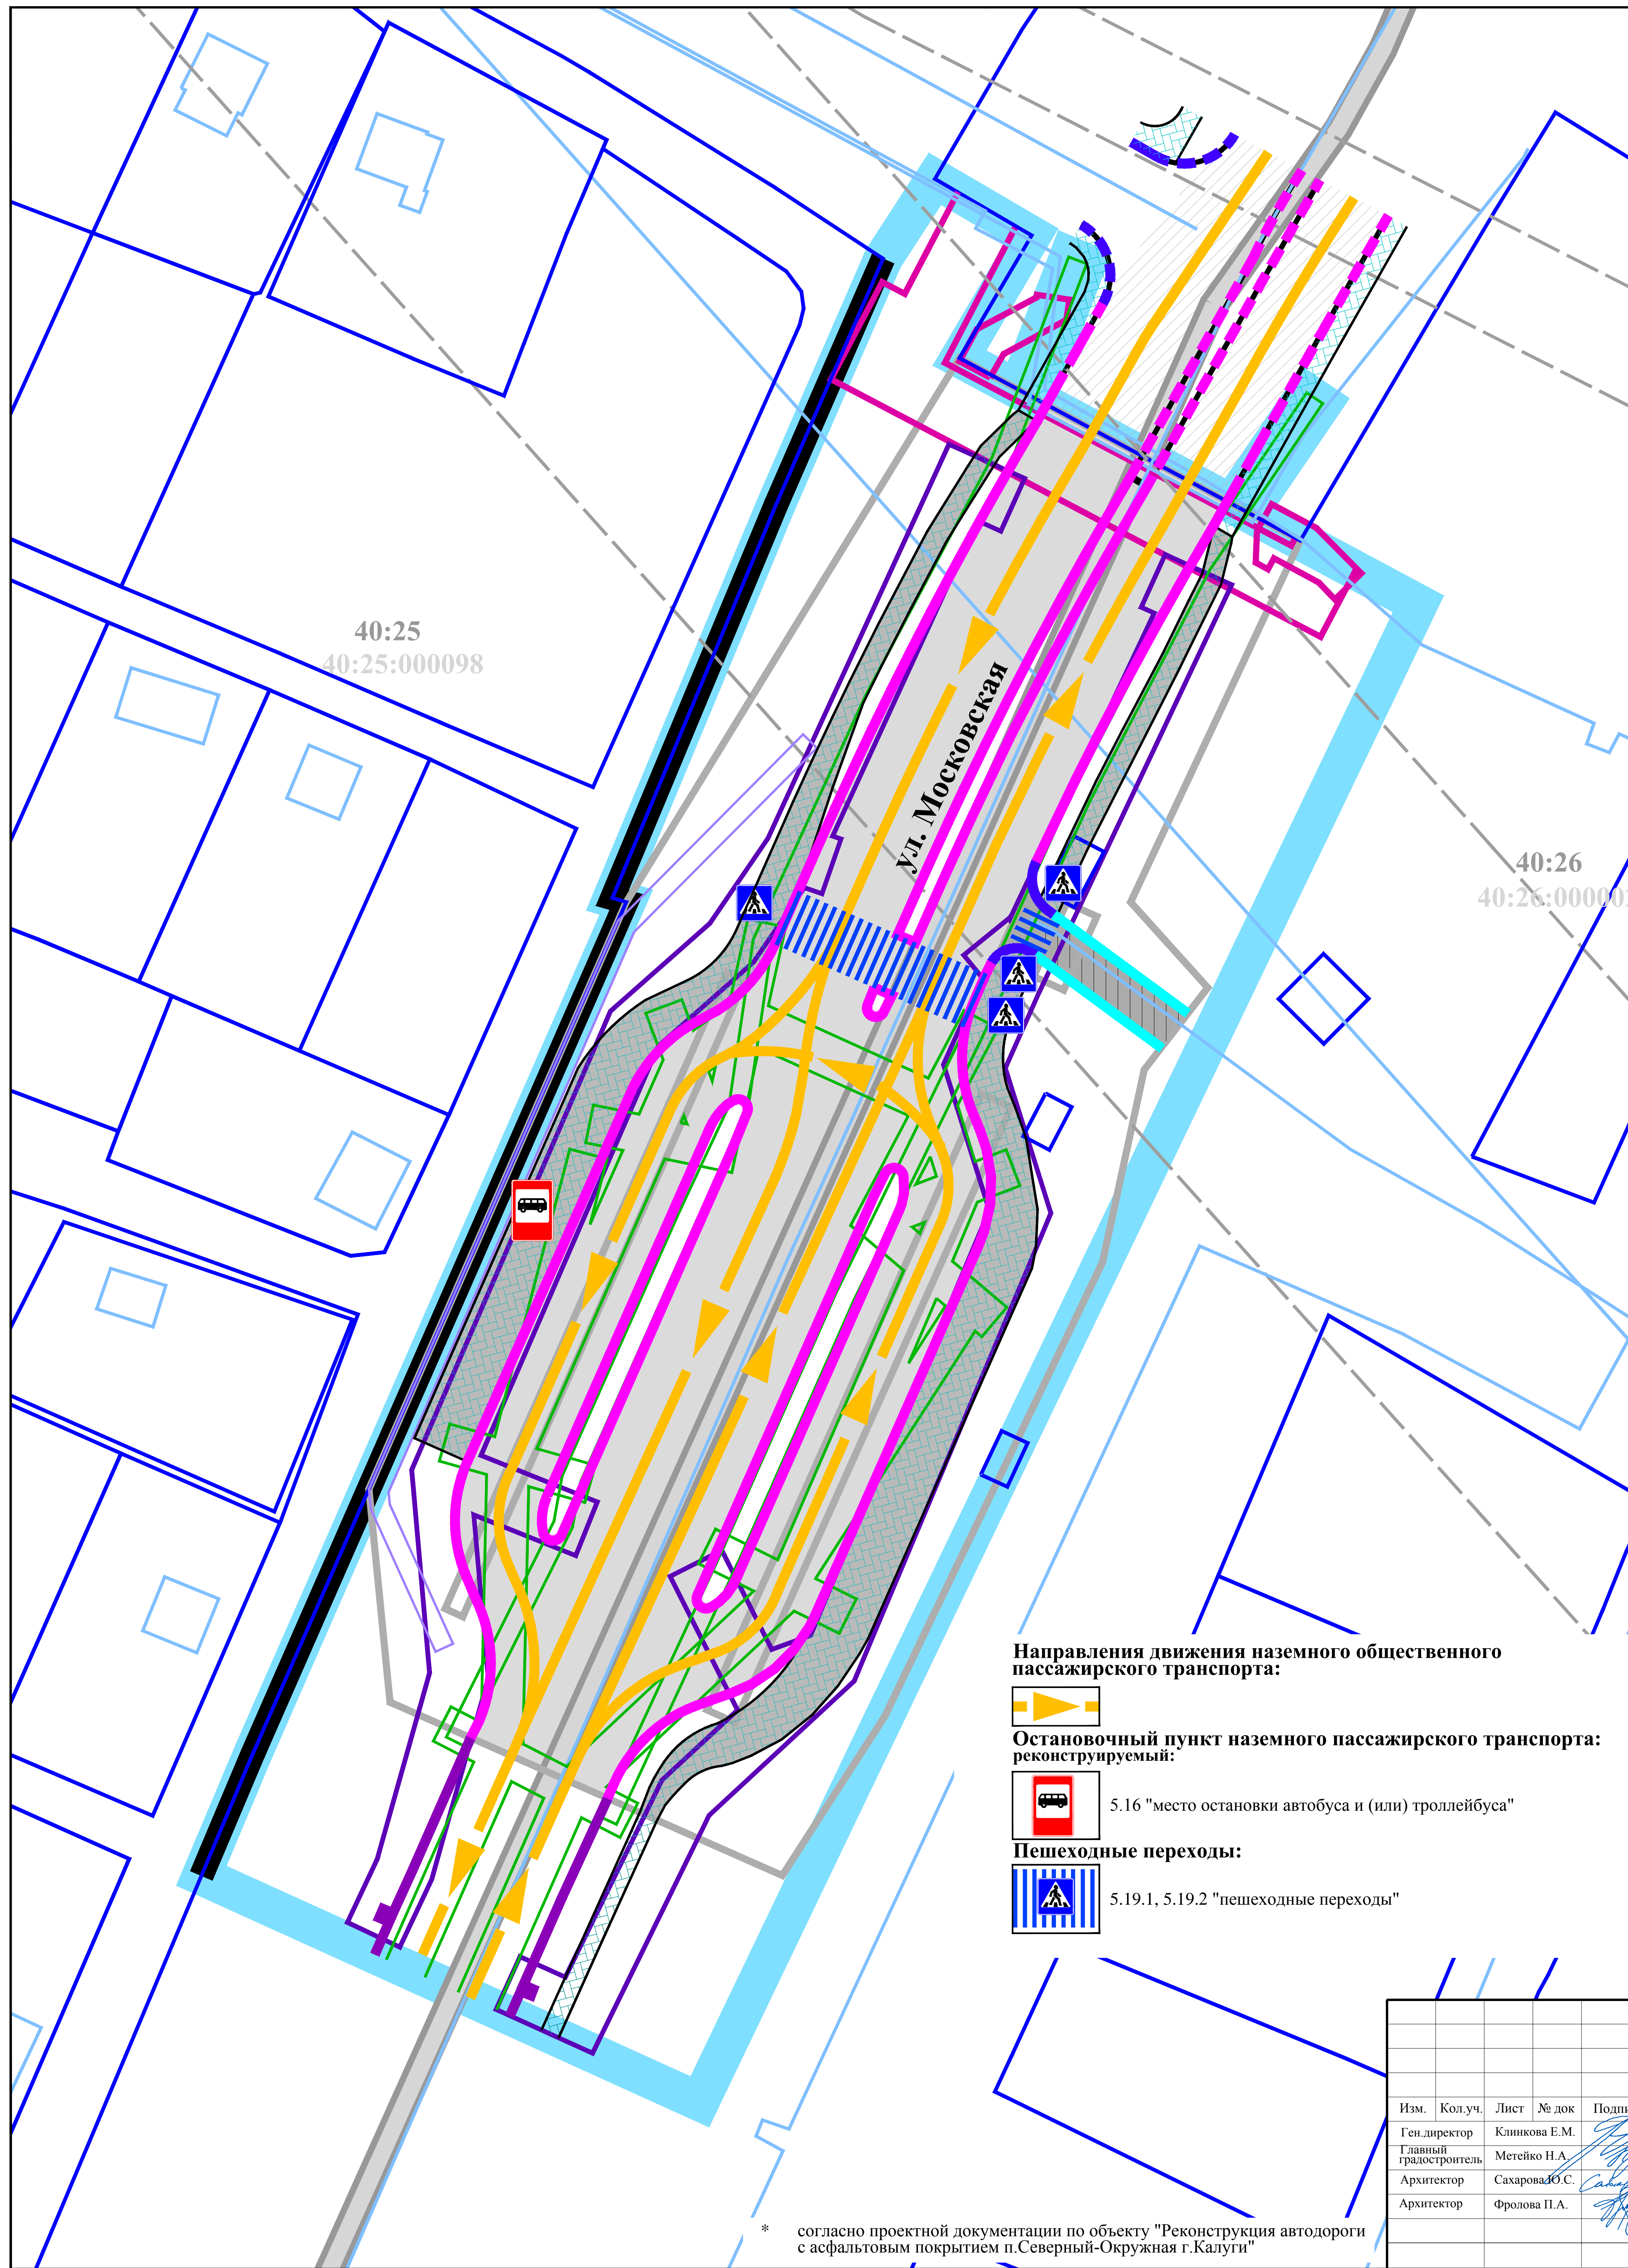 40:25
40:25:000098
ул. Московская
40:26
Направления движения наземного общественного
пассажирского транспорта:
Остановочный пункт наземного пассажирского транспорта:
реконструируемый:
5.16 "место остановки автобуса и (или) троллейбуса"
Пешеходные переходы:
5.19.1, 5.19.2 "пешеходные переходы"
Изм. Кол.уч. Лист № док
Ген.директор Клинкова Е.М.
Главный
градостроитель Метейко Н.А.
Архитектор Сахарова Ю.С.
Архитектор Фролова П.А.
* согласно проектной документации по объекту "Реконструкция автодороги
с асфальтовым покрытием п.Северный-Окружная г.Калуги"